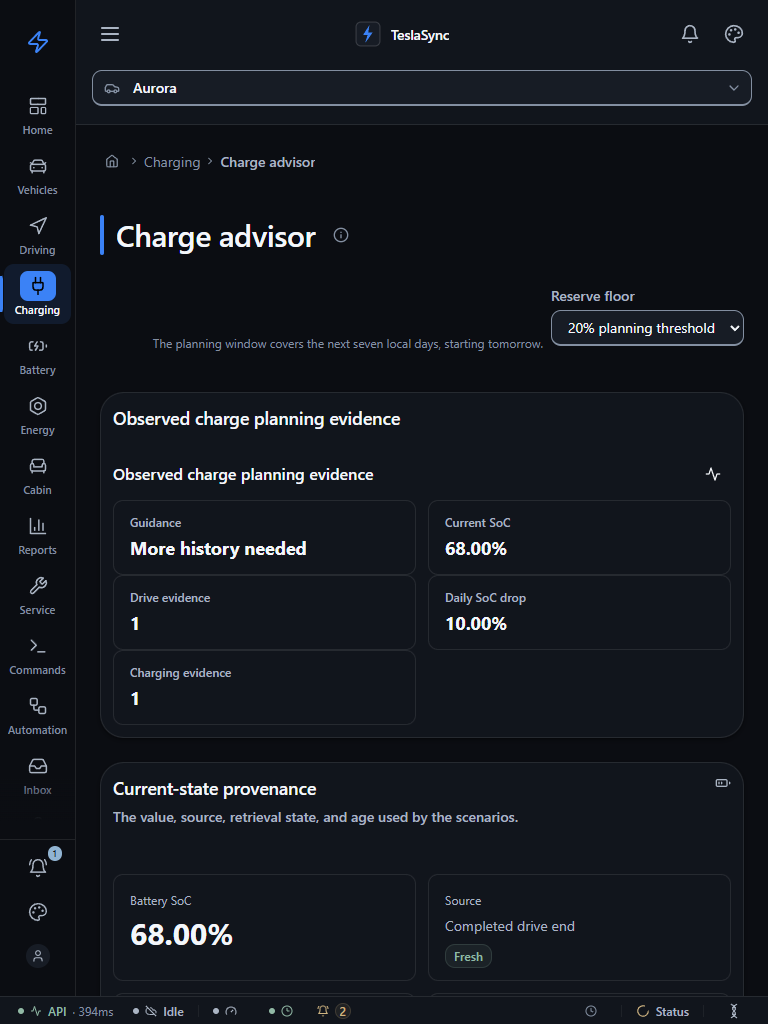 TeslaSync
Aurora
Home
Vehicles
Driving
Charging
Battery
Energy
Cabin
Reports
Service
Commands
Automation
Inbox
1
Charging
Charge advisor
Charge advisor
Reserve floor
The planning window covers the next seven local days, starting tomorrow.
20% planning threshold
Observed charge planning evidence
Observed charge planning evidence
Guidance
More history needed
Current SoC
68.00%
Drive evidence
1
Daily SoC drop
10.00%
Charging evidence
1
Current-state provenance
The value, source, retrieval state, and age used by the scenarios.
Battery SoC
68.00%
Source
Completed drive end
Fresh
API · 394ms
Idle
2
Status